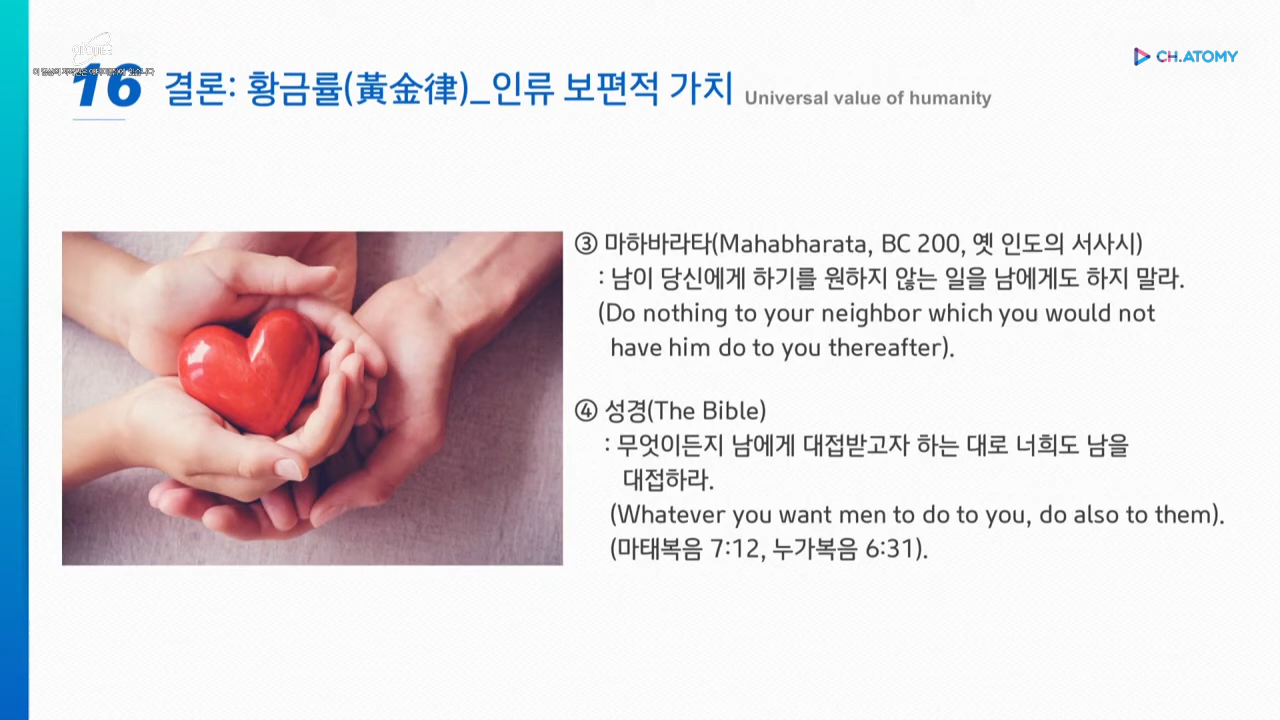 16 결론: 황금률(黃金律)_인류 보편적 가치 Universal value of humanity
CH.ATOMY
③ 마하바라타(Mahabharata, BC 200, 옛 인도의 서사시)
: 남이 당신에게 하기를 원하지 않는 일을 남에게도 하지 말라.
(Do nothing to your neighbor which you would not
have him do to you thereafter).
④ 성경(The Bible)
: 무엇이든지 남에게 대접받고자 하는 대로 너희도 남을
대접하라.
(Whatever you want men to do to you, do also to them).
(마태복음 7:12, 누가복음 6:31).